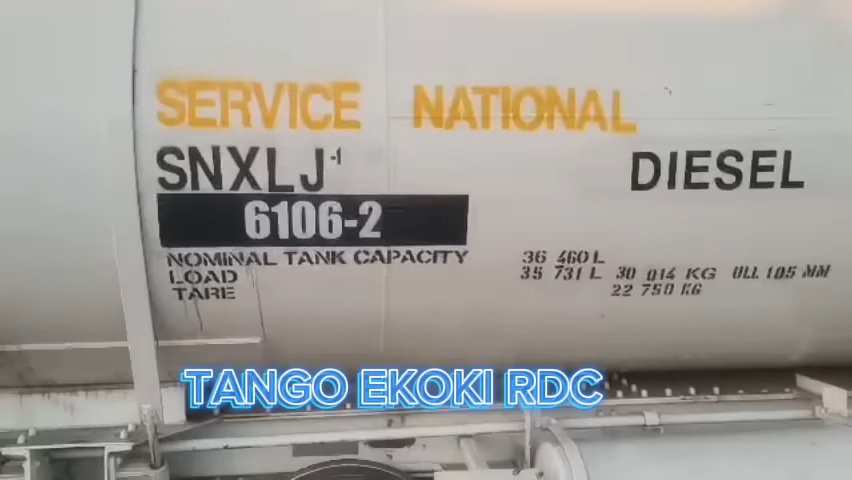 SERVICE NATIONAL
SNXLJ-1 DIESEL
6106-2
NOMINAL TANK CAPACITY 36 460 L
LOAD 35 731 L 30 014 KG ULL 105 MM
TARE 22 750 KG
TANGO EKOKI RDC